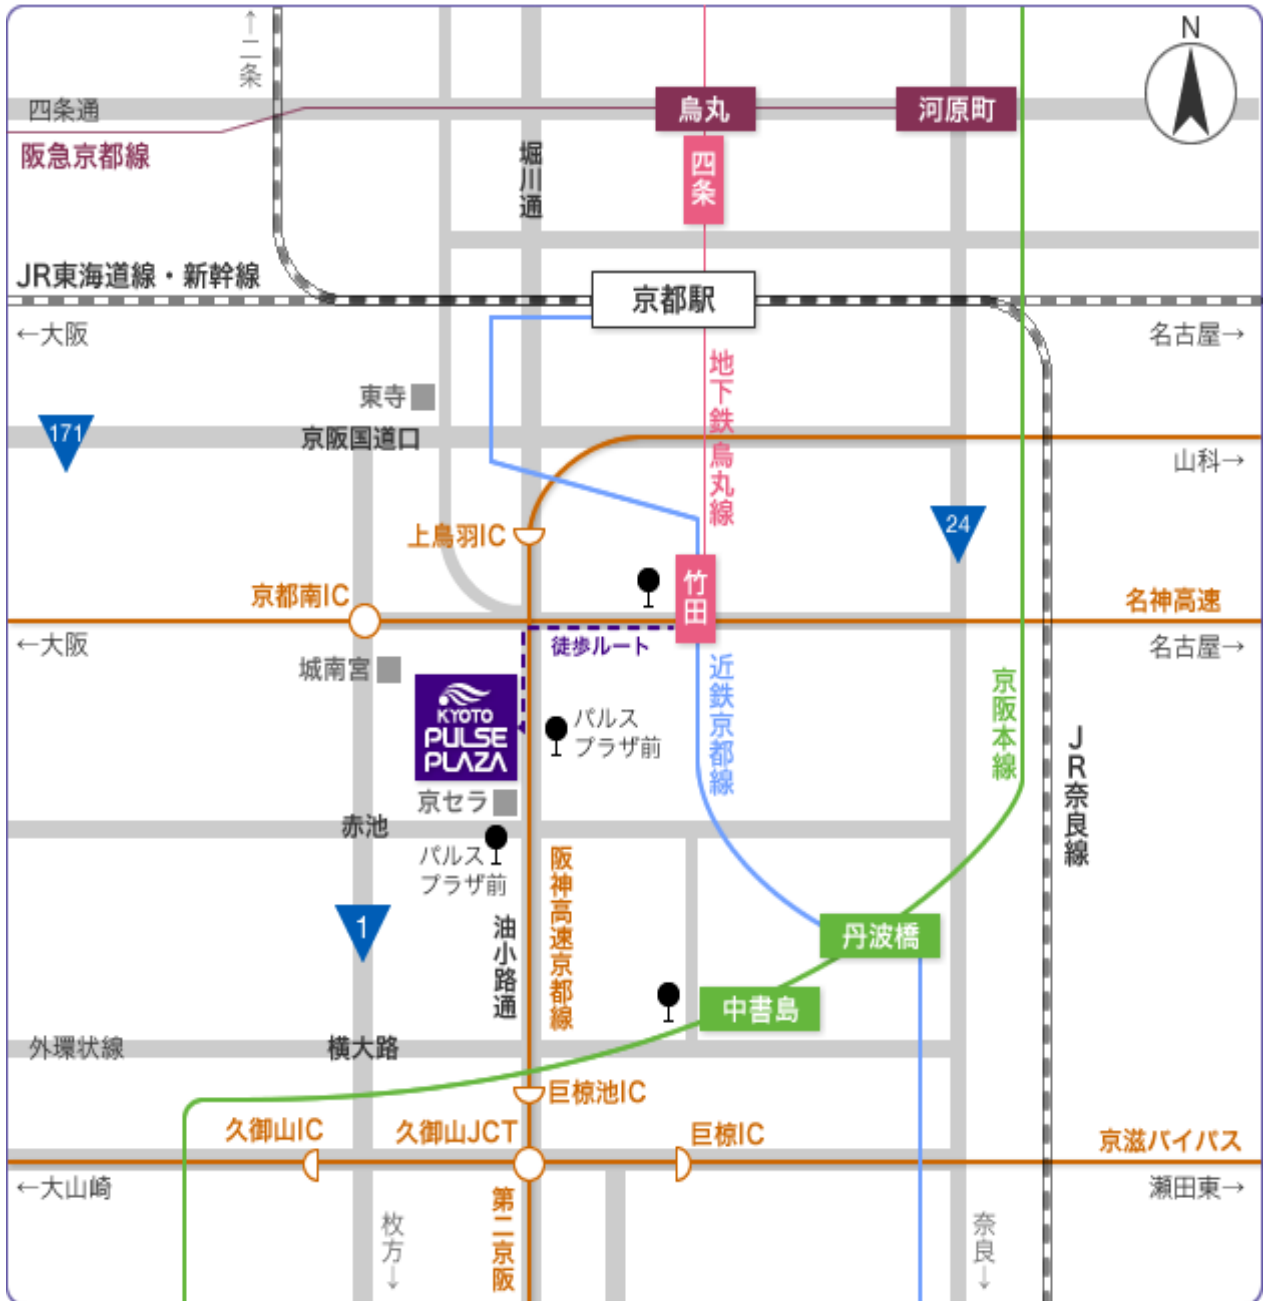 N
↑二条
四条通
烏丸
河原町
阪急京都線
四条
堀川通
JR東海道線・新幹線
京都駅
←大阪
名古屋→
地下鉄烏丸線
東寺
171
京阪国道口
山科→
24
上鳥羽IC
竹田
京都南IC
名神高速
←大阪
徒歩ルート
名古屋→
城南宮
近鉄京都線
京阪本線
KYOTO
PULSE
PLAZA
パルス
プラザ前
JR奈良線
京セラ
赤池
パルス
プラザ前
阪神高速京都線
1
油小路通
丹波橋
中書島
外環状線
横大路
巨椋池IC
久御山IC
久御山JCT
巨椋IC
京滋バイパス
←大山崎
瀬田東→
第二京阪
枚方→
奈良→